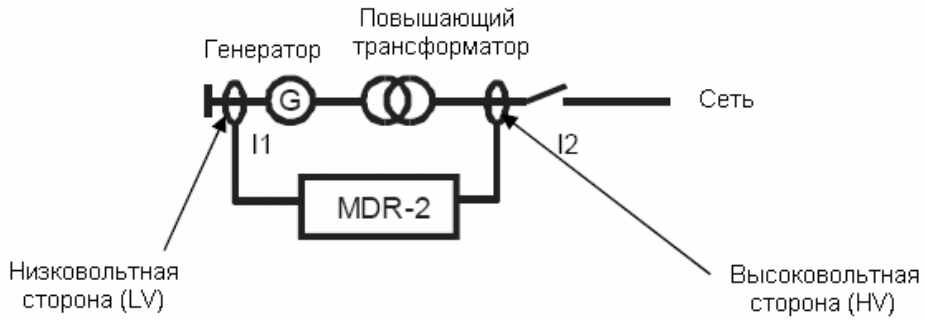 Повышающий
трансформатор
Генератор
G
Сеть
I1
I2
MDR-2
Низковольтная
сторона (LV)
Высоковольтная
сторона (HV)